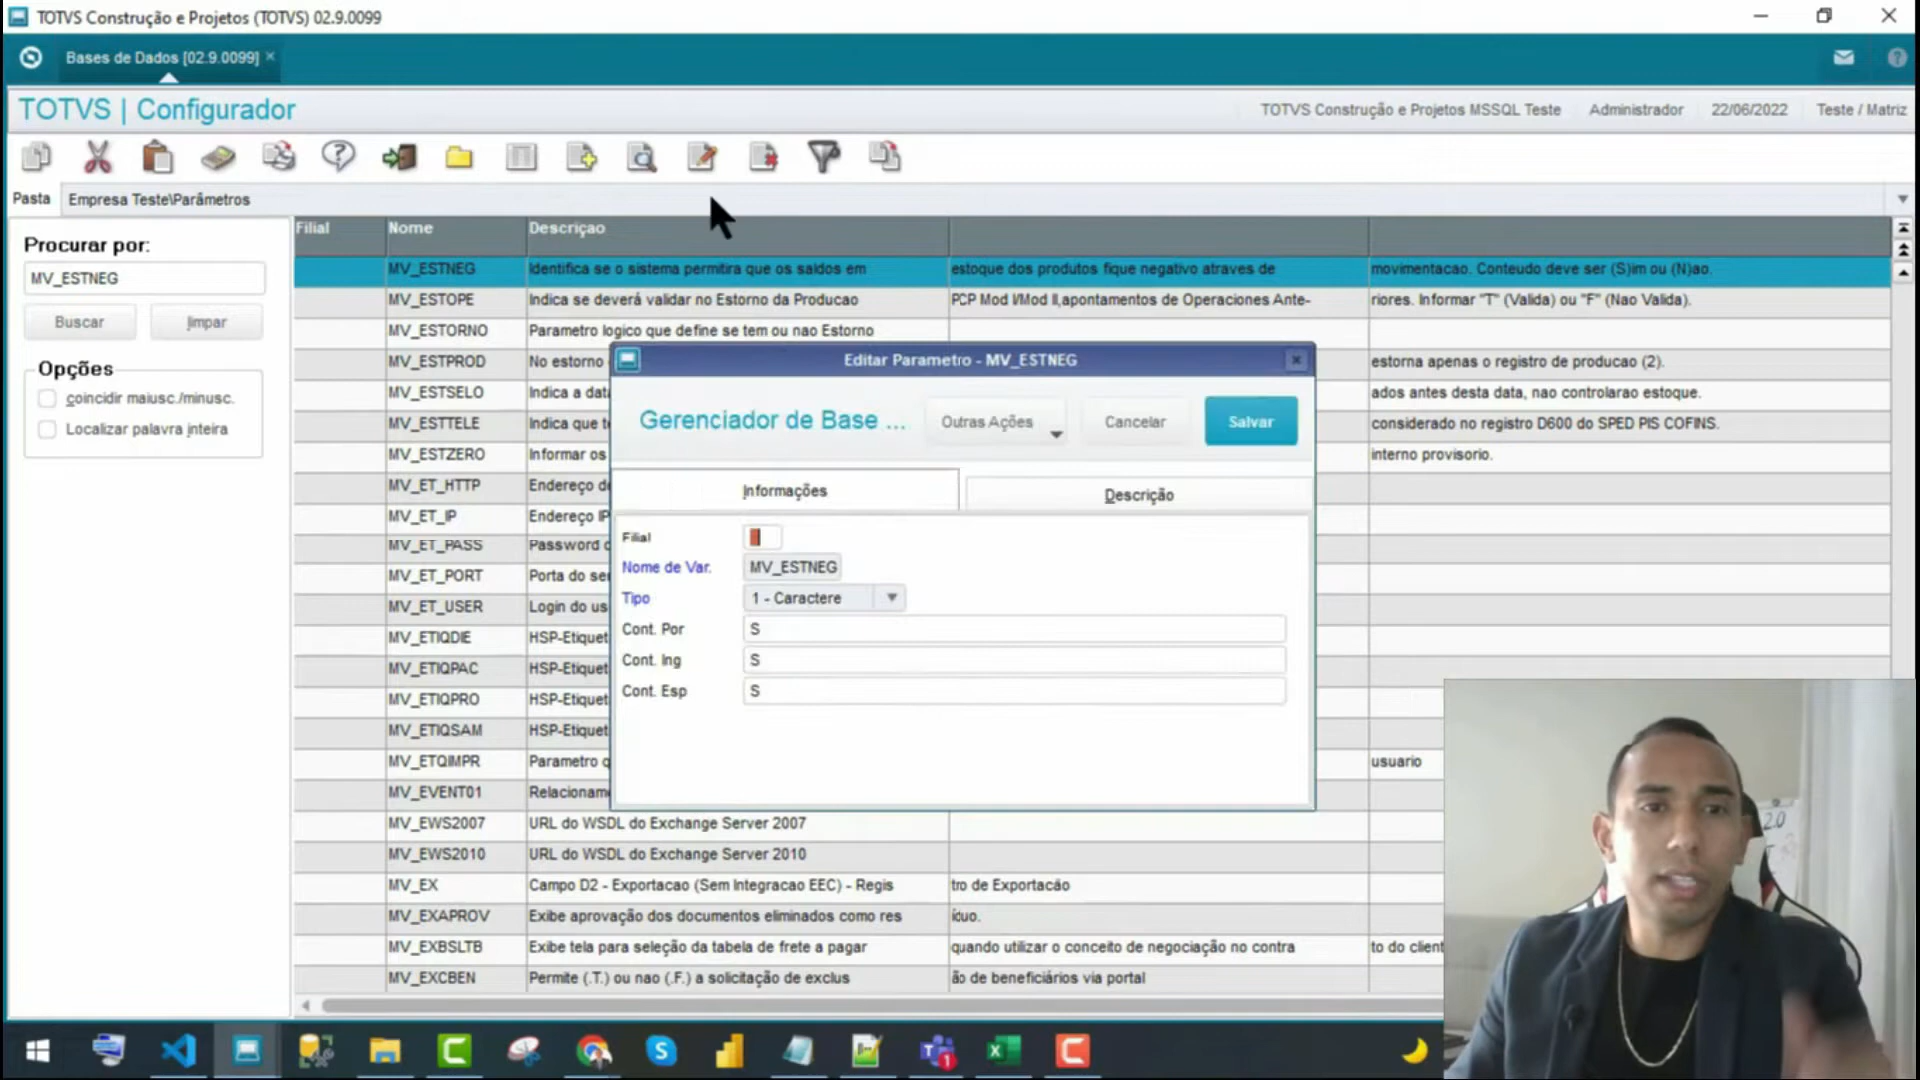 TOTVS Construção e Projetos (TOTVS) 02.9.0099
Bases de Dados [02.9.0099] ×
TOTVS | Configurador
TOTVS Construção e Projetos MSSQL Teste Administrador 22/06/2022 Teste / Matriz
Pasta Empresa Teste\Parâmetros
Procurar por:
MV_ESTNEG
Buscar limpar
Opções
coincidir maiusc./minusc.
Localizar palavra inteira
Filial Nome Descriçao
MV_ESTNEG Identifica se o sistema permitira que os saldos em estoque dos produtos fique negativo atraves de movimentacao. Conteudo deve ser (S)im ou (N)ao.
MV_ESTOPE Indica se deverá validar no Estorno da Producao PCP Mod I/Mod II,apontamentos de Operaciones Ante- riores. Informar "T" (Valida) ou "F" (Nao Valida).
MV_ESTORNO Parametro logico que define se tem ou nao Estorno
MV_ESTPROD No estorno estorna apenas o registro de producao (2).
MV_ESTSELO Indica a data ados antes desta data, nao controlarao estoque.
MV_ESTTELE Indica que te considerado no registro D600 do SPED PIS COFINS.
MV_ESTZERO Informar os interno provisorio.
MV_ET_HTTP Endereço de
MV_ET_IP Endereço IP
MV_ET_PASS Password d
MV_ET_PORT Porta do ser
MV_ET_USER Login do us
MV_ETIQDIE HSP-Etiquet
MV_ETIQPAC HSP-Etiquet
MV_ETIQPRO HSP-Etiquet
MV_ETIQSAM HSP-Etiquet
MV_ETQIMPR Parametro q usuario
MV_EVENT01 Relacioname
MV_EWS2007 URL do WSDL do Exchange Server 2007
MV_EWS2010 URL do WSDL do Exchange Server 2010
MV_EX Campo D2 - Exportacao (Sem Integracao EEC) - Regis tro de Exportacão
MV_EXAPROV Exibe aprovação dos documentos eliminados como res íduo.
MV_EXBSLTB Exibe tela para seleção da tabela de frete a pagar quando utilizar o conceito de negociação no contra to do client
MV_EXCBEN Permite (.T.) ou nao (.F.) a solicitação de exclus ão de beneficiários via portal
Editar Parametro - MV_ESTNEG
Gerenciador de Base ... Outras Ações Cancelar Salvar
Informações Descrição
Filial
Nome de Var. MV_ESTNEG
Tipo 1 - Caractere
Cont. Por S
Cont. Ing S
Cont. Esp S
2.0